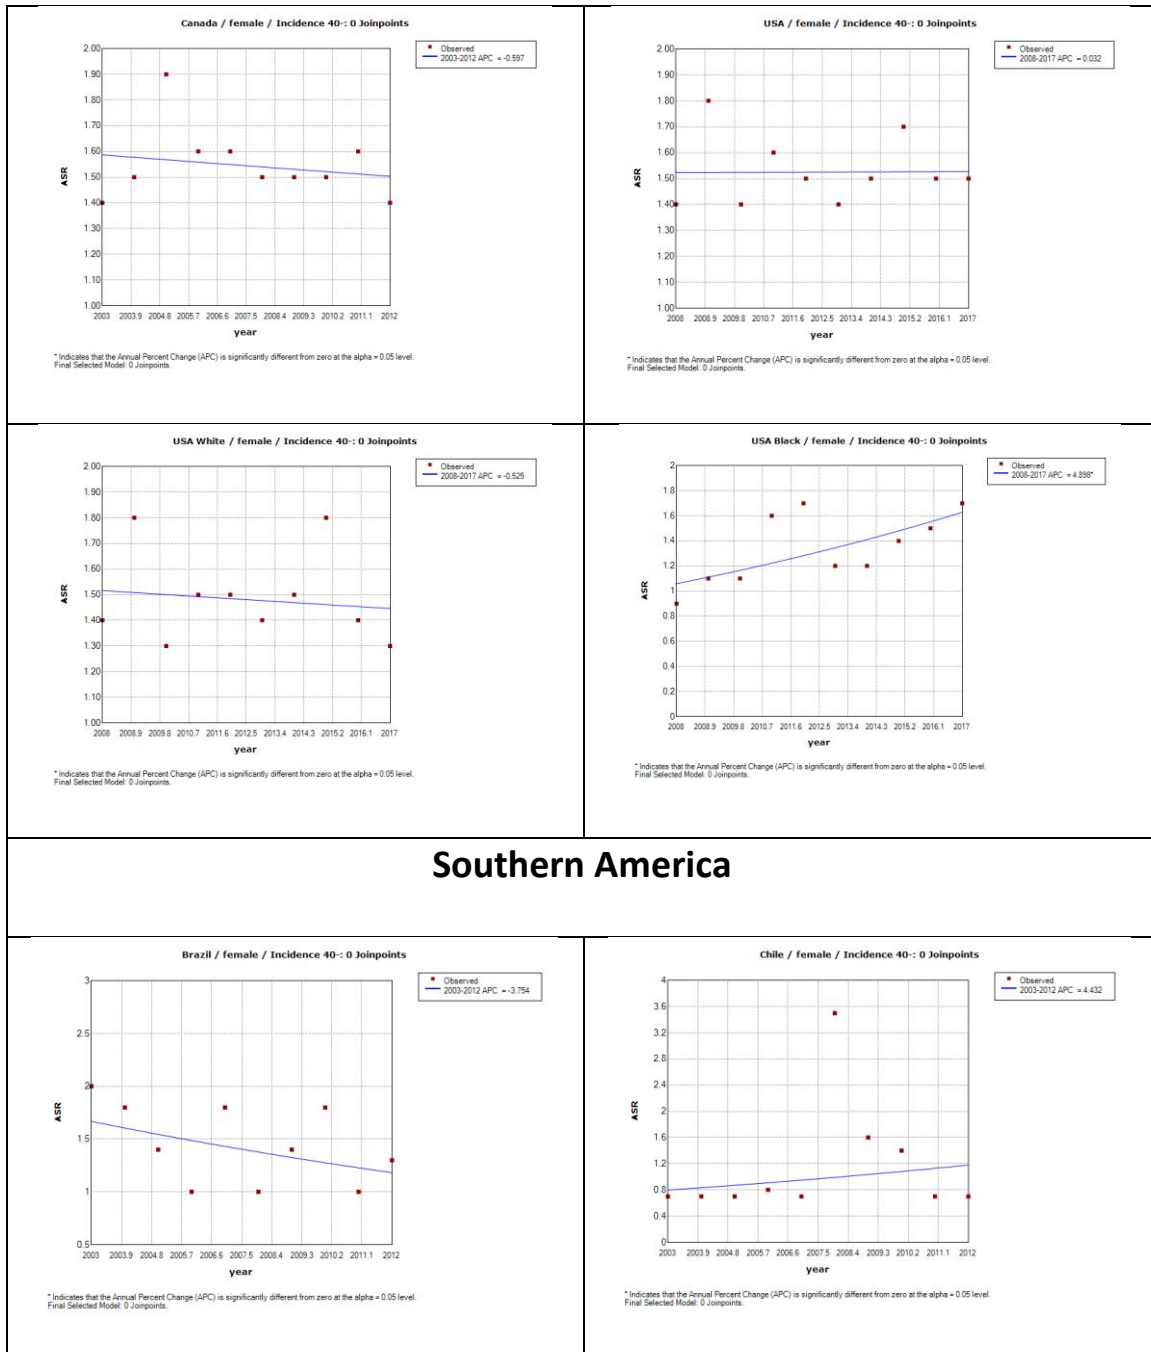 Canada / female / Incidence 40-: 0 Joinpoints
Observed
2003-2012 APC = -0.597
2.00
1.90
1.80
1.70
1.60
1.50
1.40
1.30
1.20
1.10
1.00
ASR
2003 2003.9 2004.8 2005.7 2006.6 2007.5 2008.4 2009.3 2010.2 2011.1 2012
year
* Indicates that the Annual Percent Change (APC) is significantly different from zero at the alpha = 0.05 level.
Final Selected Model: 0 Joinpoints.
USA / female / Incidence 40-: 0 Joinpoints
Observed
2008-2017 APC = 0.032
2.00
1.90
1.80
1.70
1.60
1.50
1.40
1.30
1.20
1.10
1.00
ASR
2008 2008.9 2009.8 2010.7 2011.6 2012.5 2013.4 2014.3 2015.2 2016.1 2017
year
* Indicates that the Annual Percent Change (APC) is significantly different from zero at the alpha = 0.05 level.
Final Selected Model: 0 Joinpoints.
USA White / female / Incidence 40-: 0 Joinpoints
Observed
2008-2017 APC = -0.525
2.00
1.90
1.80
1.70
1.60
1.50
1.40
1.30
1.20
1.10
1.00
ASR
2008 2008.9 2009.8 2010.7 2011.6 2012.5 2013.4 2014.3 2015.2 2016.1 2017
year
* Indicates that the Annual Percent Change (APC) is significantly different from zero at the alpha = 0.05 level.
Final Selected Model: 0 Joinpoints.
USA Black / female / Incidence 40-: 0 Joinpoints
Observed
2008-2017 APC = 4.898*
2
1.8
1.6
1.4
1.2
1
0.8
0.6
0.4
0.2
0
ASR
2008 2008.9 2009.8 2010.7 2011.6 2012.5 2013.4 2014.3 2015.2 2016.1 2017
year
* Indicates that the Annual Percent Change (APC) is significantly different from zero at the alpha = 0.05 level.
Final Selected Model: 0 Joinpoints.
Southern America
Brazil / female / Incidence 40-: 0 Joinpoints
Observed
2003-2012 APC = -3.754
3
2.5
2
1.5
1
0.5
ASR
2003 2003.9 2004.8 2005.7 2006.6 2007.5 2008.4 2009.3 2010.2 2011.1 2012
year
* Indicates that the Annual Percent Change (APC) is significantly different from zero at the alpha = 0.05 level.
Final Selected Model: 0 Joinpoints.
Chile / female / Incidence 40-: 0 Joinpoints
Observed
2003-2012 APC = 4.432
4
3.6
3.2
2.8
2.4
2
1.6
1.2
0.8
0.4
0
ASR
2003 2003.9 2004.8 2005.7 2006.6 2007.5 2008.4 2009.3 2010.2 2011.1 2012
year
* Indicates that the Annual Percent Change (APC) is significantly different from zero at the alpha = 0.05 level.
Final Selected Model: 0 Joinpoints.